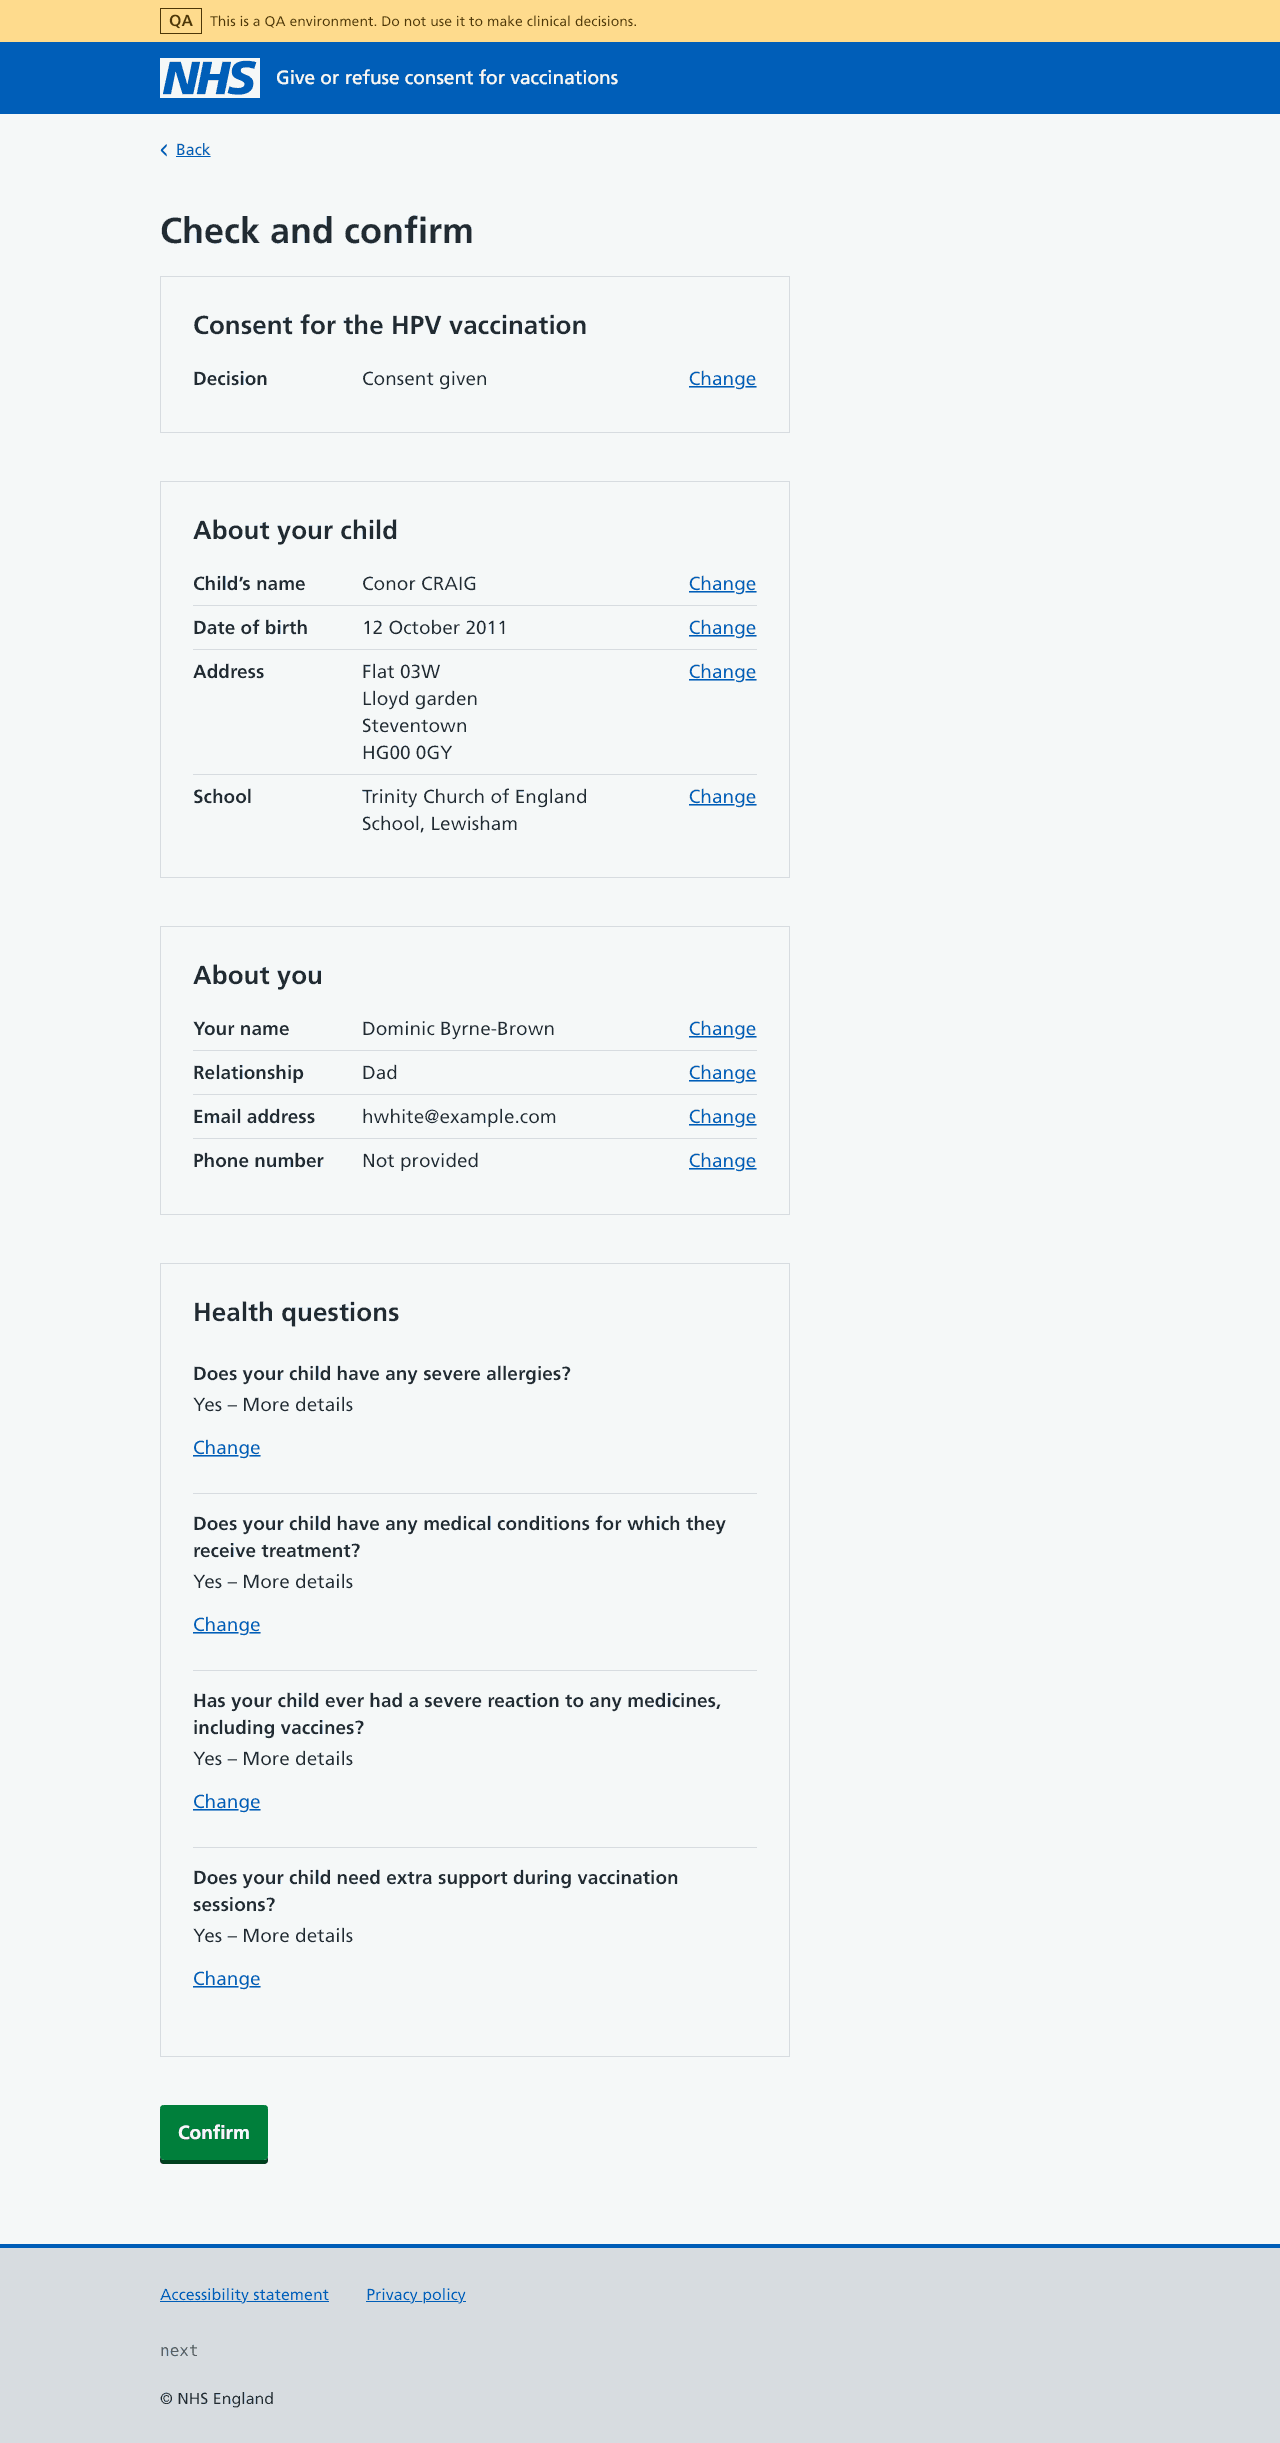 QA This is a QA environment. Do not use it to make clinical decisions.
NHS Give or refuse consent for vaccinations
Back
Check and confirm
Consent for the HPV vaccination
Decision Consent given Change
About your child
Child’s name Conor CRAIG Change
Date of birth 12 October 2011 Change
Address Flat 03W Change
Lloyd garden
Steventown
HG00 0GY
School Trinity Church of England Change
School, Lewisham
About you
Your name Dominic Byrne-Brown Change
Relationship Dad Change
Email address hwhite@example.com Change
Phone number Not provided Change
Health questions
Does your child have any severe allergies?
Yes – More details
Change
Does your child have any medical conditions for which they
receive treatment?
Yes – More details
Change
Has your child ever had a severe reaction to any medicines,
including vaccines?
Yes – More details
Change
Does your child need extra support during vaccination
sessions?
Yes – More details
Change
Confirm
Accessibility statement Privacy policy
next
© NHS England